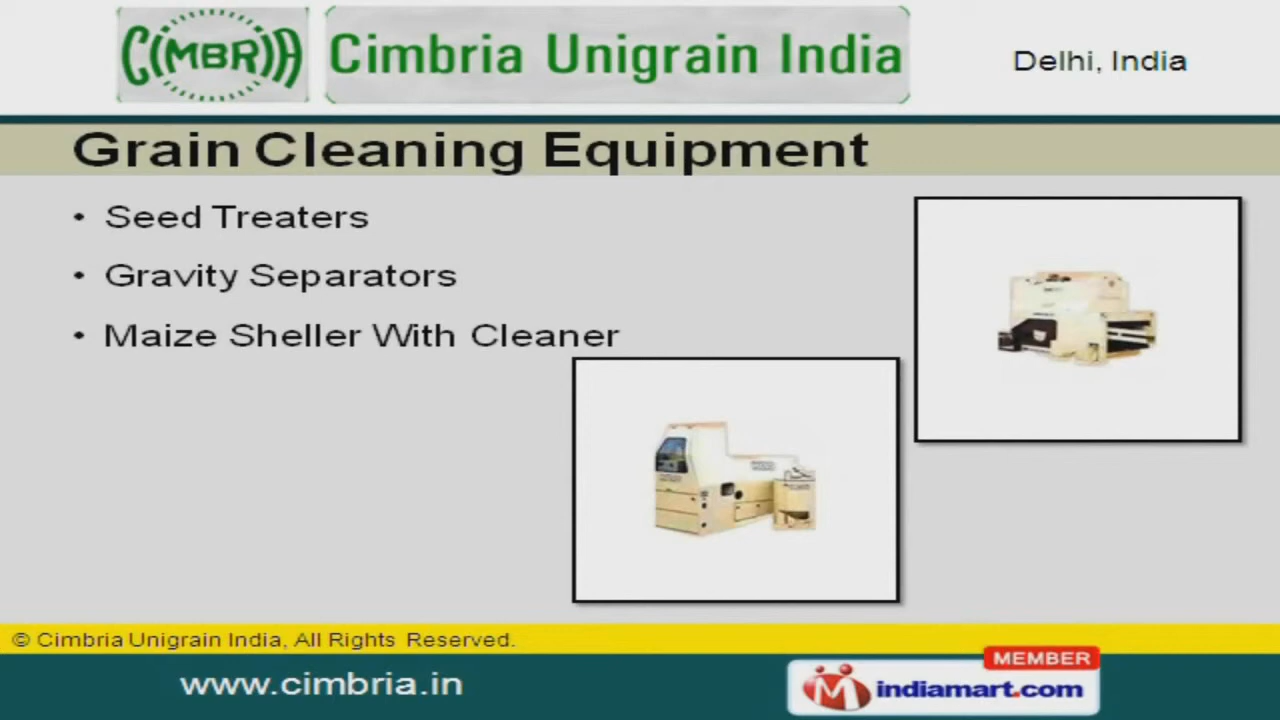 CIMBRIA
Cimbria Unigrain India
Delhi, India
Grain Cleaning Equipment
• Seed Treaters
• Gravity Separators
• Maize Sheller With Cleaner
© Cimbria Unigrain India, All Rights Reserved.
www.cimbria.in
MEMBER
indiamart.com